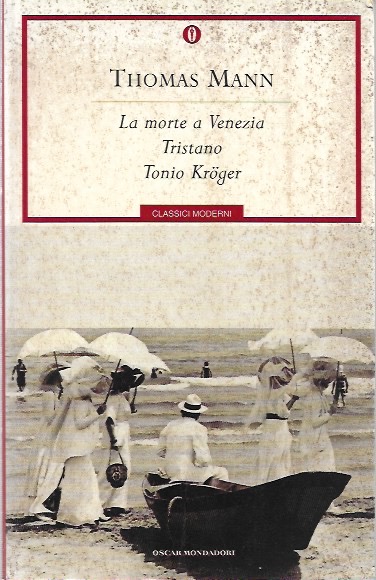 THOMAS MANN
La morte a Venezia
Tristano
Tonio Kröger
CLASSICI MODERNI
OSCAR MONDADORI